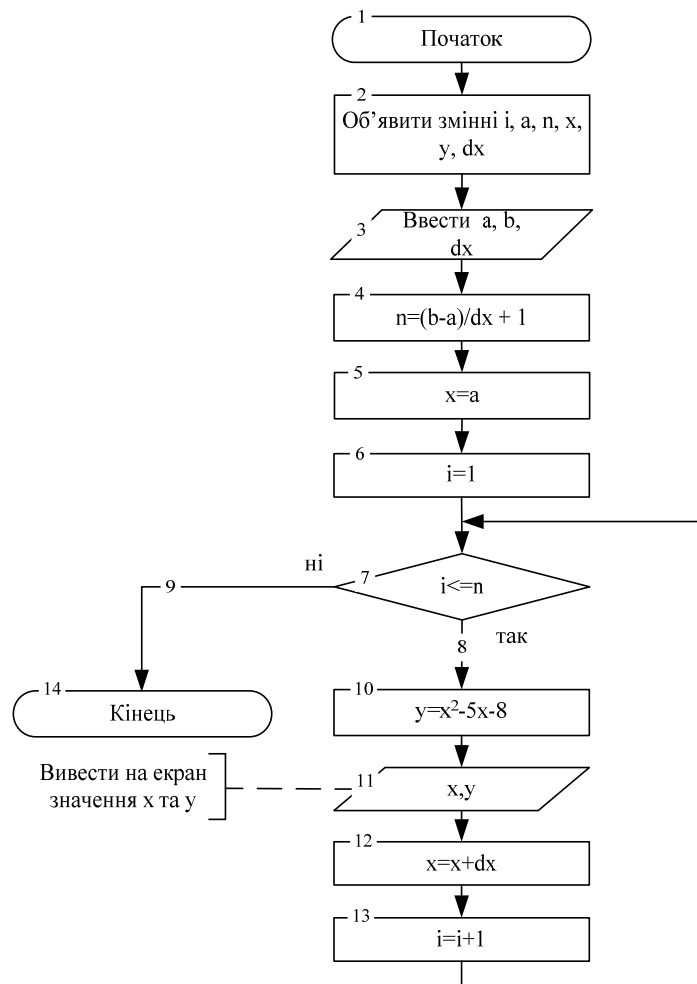 1
Початок
2
Об’явити змінні i, a, n, x,
y, dx
3
Ввести a, b,
dx
4
n=(b-a)/dx + 1
5
x=a
6
i=1
ні
7
i<=n
9
8
так
14
Кінець
10
y=x²-5x-8
Вивести на екран
значення x та y
11
x,y
12
x=x+dx
13
i=i+1